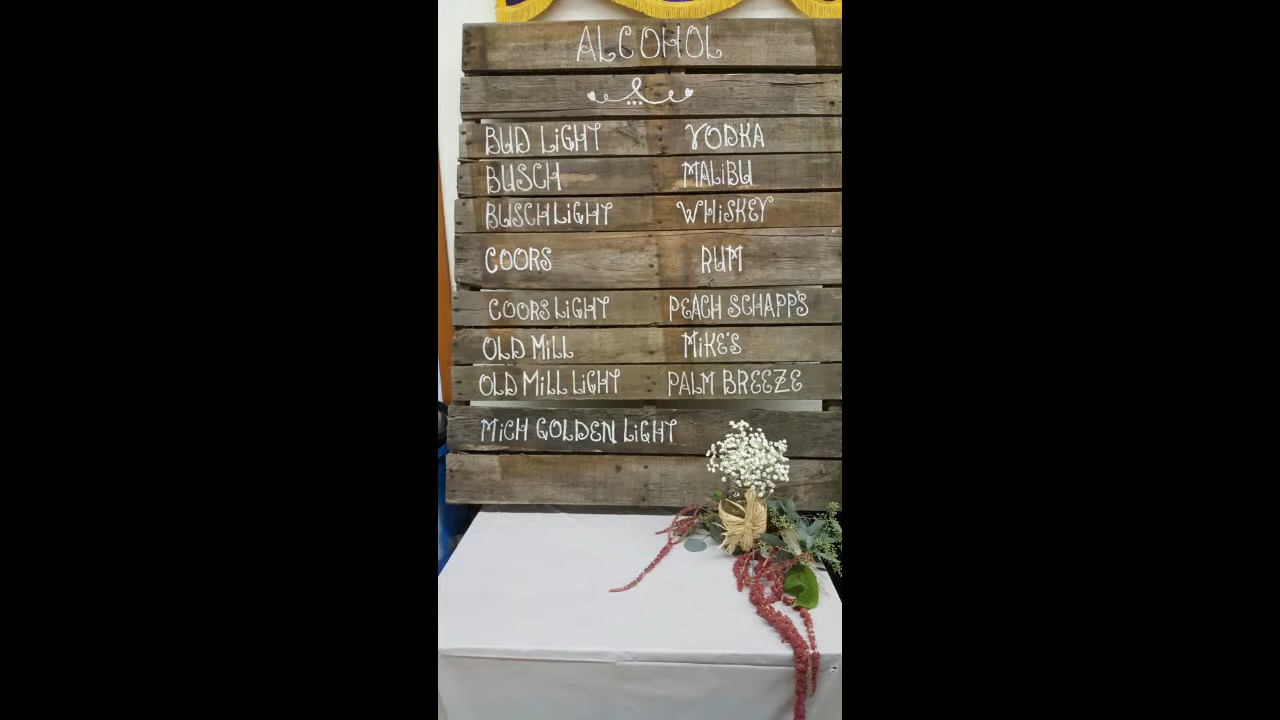 ALCOHOL
BUD LiGHT VODKA
BUSCH MALiBU
BUSCH LiGHT WHiSKEY
COORS RUM
COORS LiGHT PEACH SCHAPP'S
OLD MiLL MiKE'S
OLD MiLL LiGHT PALM BREEZE
MiCH GOLDEN LiGHT